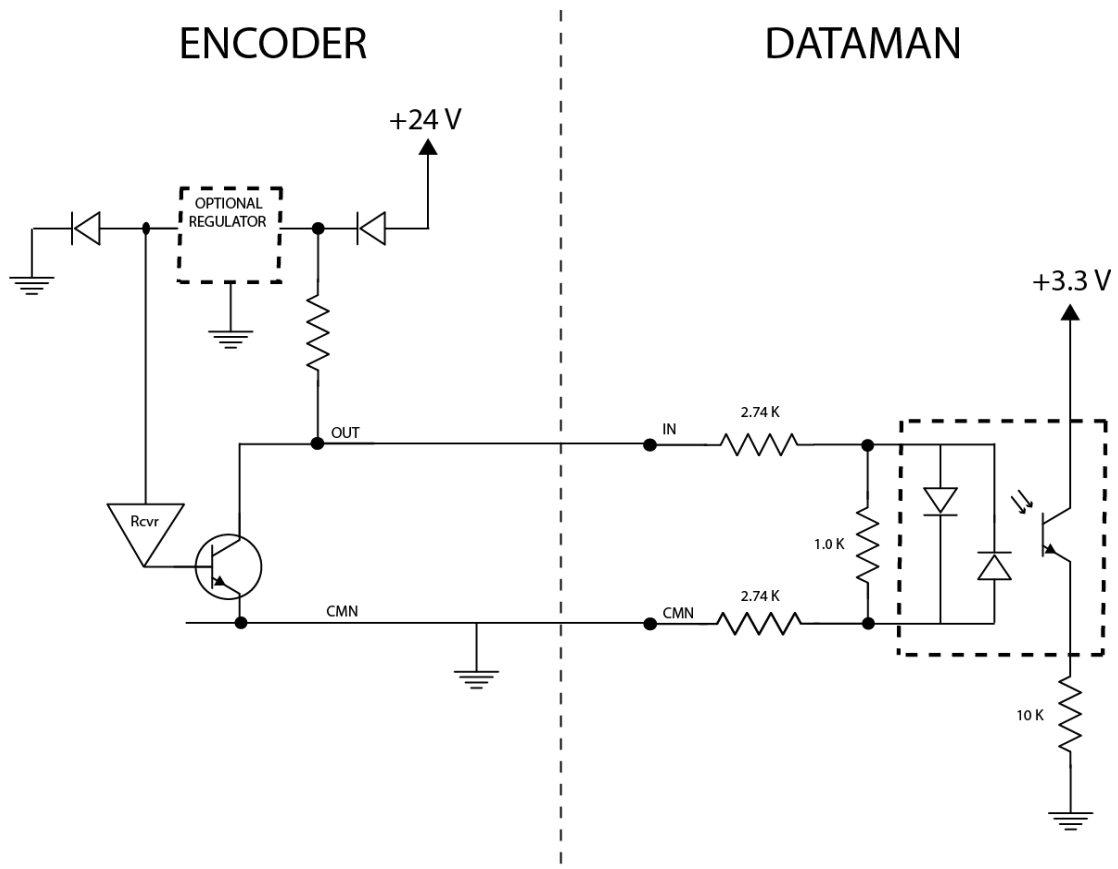 ENCODER
DATAMAN
+24 V
OPTIONAL
REGULATOR
+3.3 V
OUT
IN
2.74 K
Rcvr
1.0 K
CMN
CMN
2.74 K
10 K